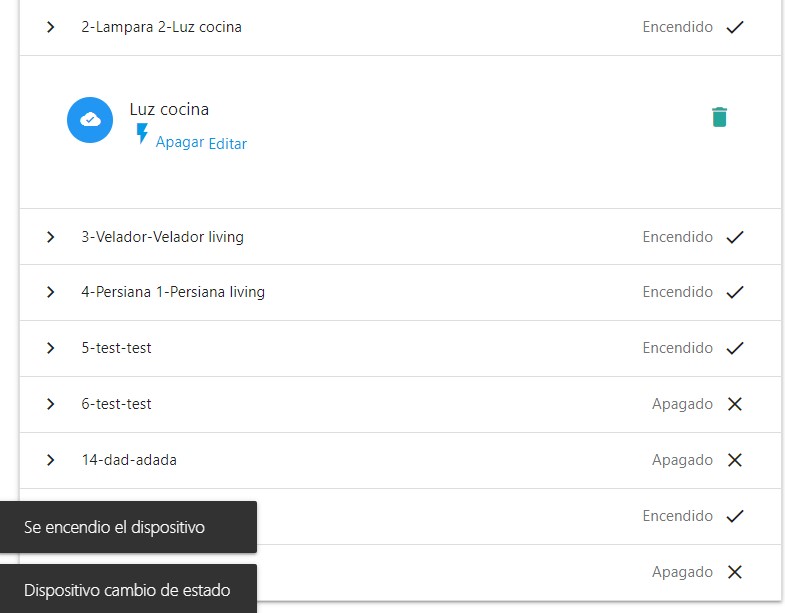 2-Lampara 2-Luz cocina Encendido
Luz cocina
Apagar Editar
3-Velador-Velador living Encendido
4-Persiana 1-Persiana living Encendido
5-test-test Encendido
6-test-test Apagado
14-dad-adada Apagado
Encendido
Se encendio el dispositivo
Apagado
Dispositivo cambio de estado